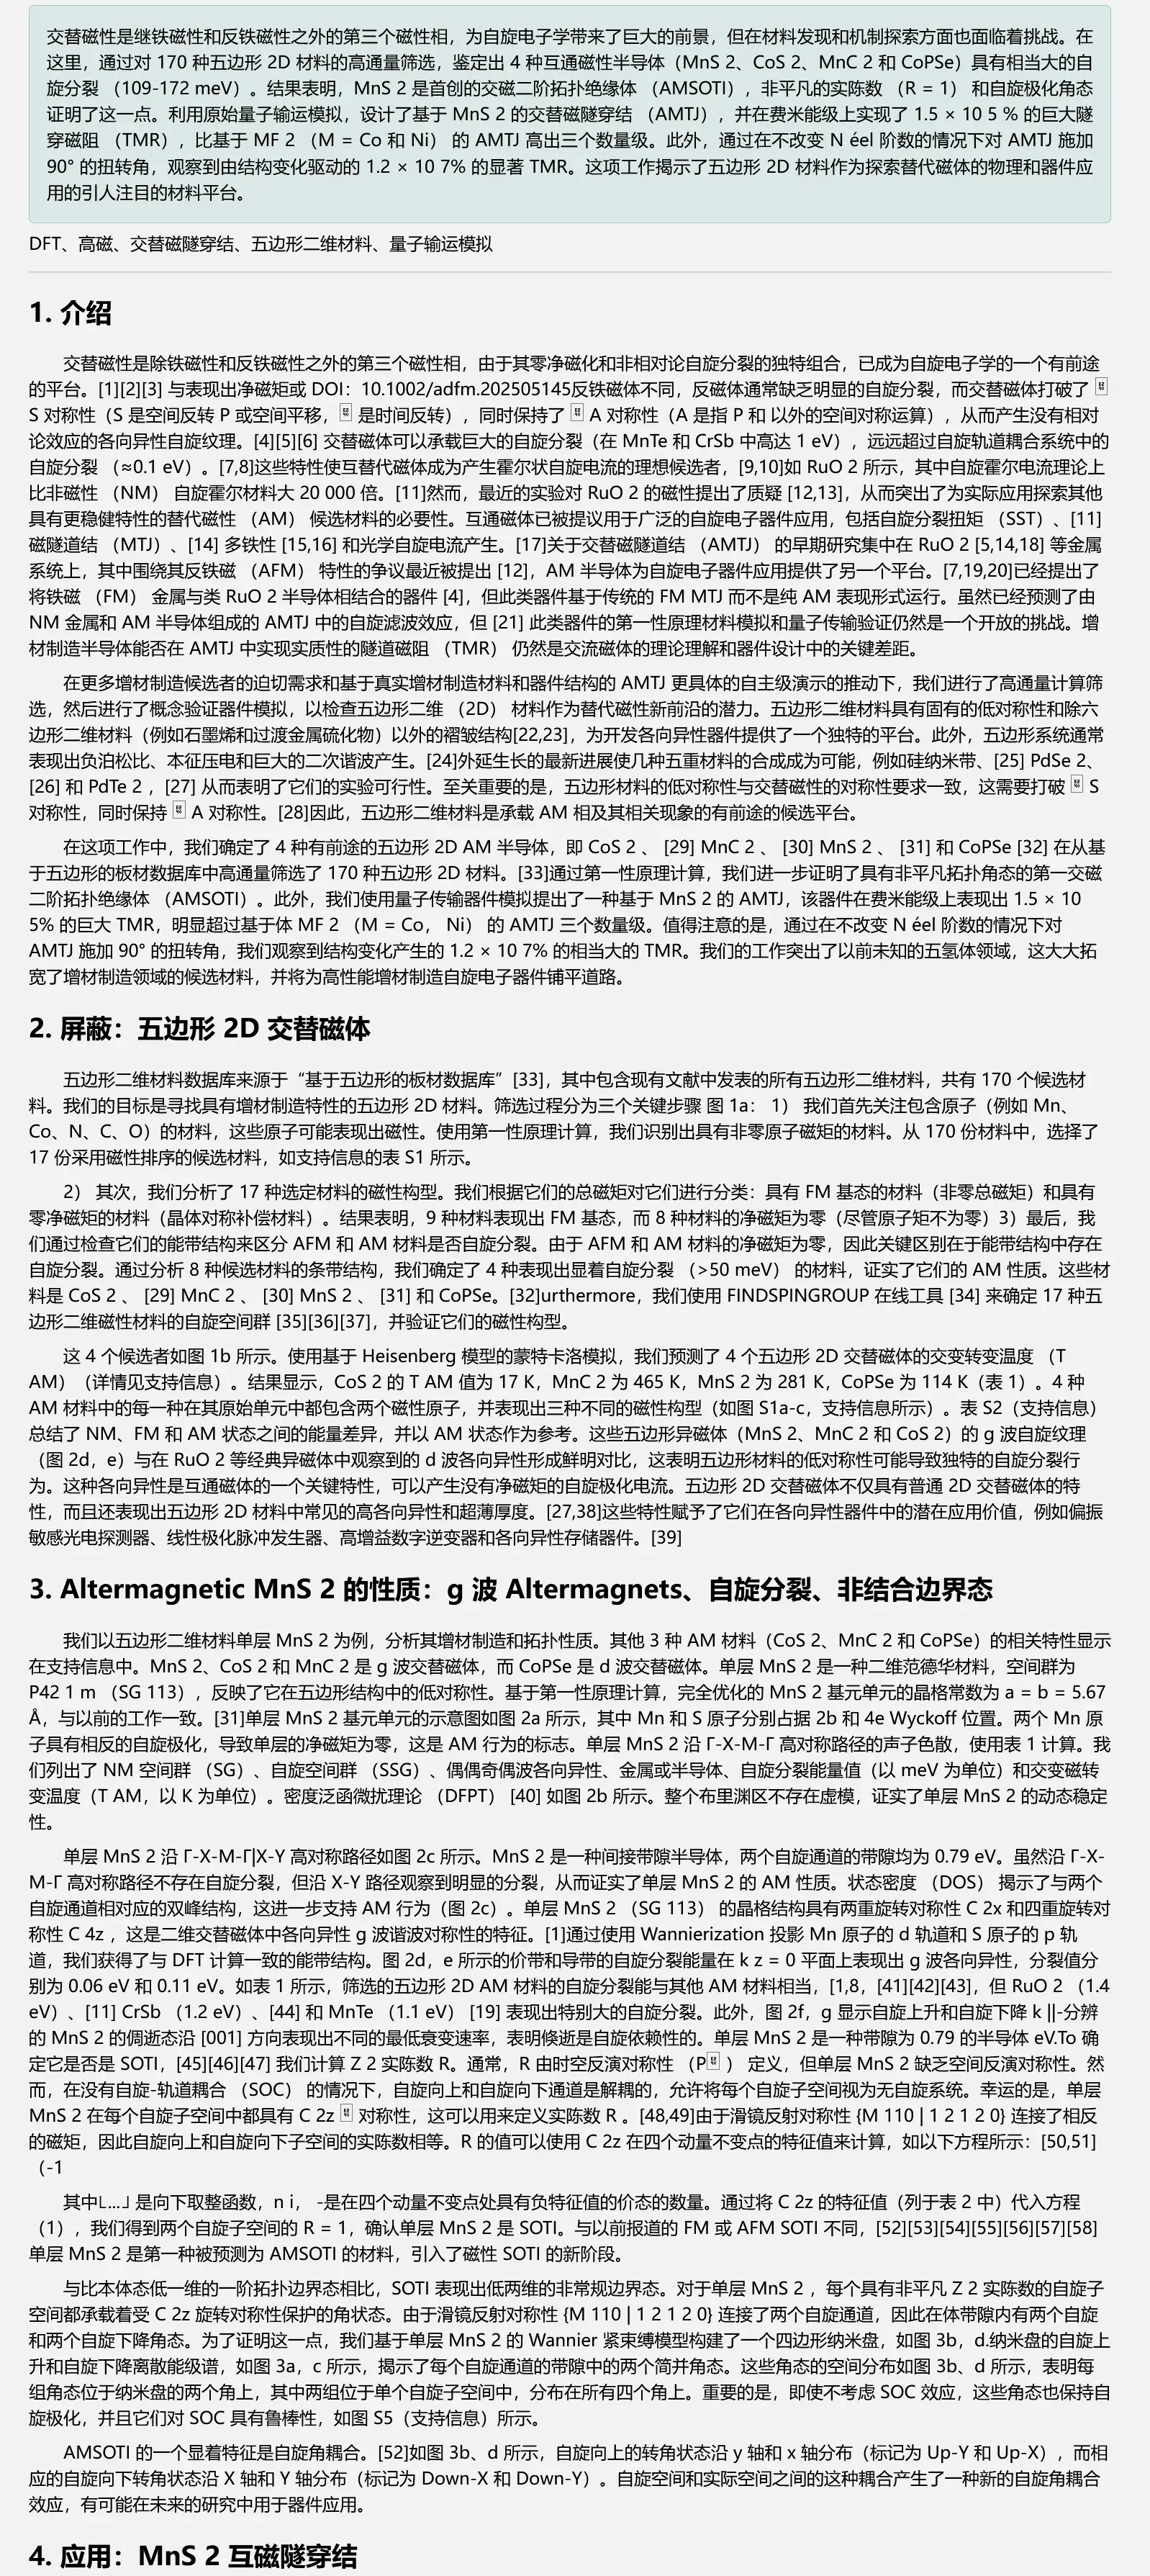 交替磁性是继铁磁性和反铁磁性之外的第三个磁性相，为自旋电子学带来了巨大的前景，但在材料发现和机制探索方面也面临着挑战。在
这里，通过对 170 种五边形 2D 材料的高通量筛选，鉴定出 4 种互通磁性半导体（MnS 2、CoS 2、MnC 2 和 CoPSe）具有相当大的自
旋分裂 （109-172 meV）。结果表明，MnS 2 是首创的交磁二阶拓扑绝缘体 （AMSOTI），非平凡的实陈数 （R = 1） 和自旋极化角态
证明了这一点。利用原始量子输运模拟，设计了基于 MnS 2 的交替磁隧穿结 （AMTJ），并在费米能级上实现了 1.5 × 10 5 % 的巨大隧
穿磁阻 （TMR），比基于 MF 2 （M = Co 和 Ni） 的 AMTJ 高出三个数量级。此外，通过在不改变 N éel 阶数的情况下对 AMTJ 施加
90° 的扭转角，观察到由结构变化驱动的 1.2 × 10 7% 的显著 TMR。这项工作揭示了五边形 2D 材料作为探索替代磁体的物理和器件应
用的引人注目的材料平台。
DFT、高磁、交替磁隧穿结、五边形二维材料、量子输运模拟
1. 介绍
交替磁性是除铁磁性和反铁磁性之外的第三个磁性相，由于其零净磁化和非相对论自旋分裂的独特组合，已成为自旋电子学的一个有前途
的平台。[1][2][3] 与表现出净磁矩或 DOI：10.1002/adfm.202505145反铁磁体不同，反磁体通常缺乏明显的自旋分裂，而交替磁体打破了
S 对称性（S 是空间反转 P 或空间平移， 是时间反转），同时保持了 A 对称性（A 是指 P 和 以外的空间对称运算），从而产生没有相对
论效应的各向异性自旋纹理。[4][5][6] 交替磁体可以承载巨大的自旋分裂（在 MnTe 和 CrSb 中高达 1 eV），远远超过自旋轨道耦合系统中的
自旋分裂 （≈0.1 eV）。[7,8]这些特性使互替代磁体成为产生霍尔状自旋电流的理想候选者，[9,10]如 RuO 2 所示，其中自旋霍尔电流理论上
比非磁性 （NM） 自旋霍尔材料大 20 000 倍。[11]然而，最近的实验对 RuO 2 的磁性提出了质疑 [12,13]，从而突出了为实际应用探索其他
具有更稳健特性的替代磁性 （AM） 候选材料的必要性。互通磁体已被提议用于广泛的自旋电子器件应用，包括自旋分裂扭矩 （SST）、[11]
磁隧道结 （MTJ）、[14] 多铁性 [15,16] 和光学自旋电流产生。[17]关于交替磁隧道结 （AMTJ） 的早期研究集中在 RuO 2 [5,14,18] 等金属
系统上，其中围绕其反铁磁 （AFM） 特性的争议最近被提出 [12]，AM 半导体为自旋电子器件应用提供了另一个平台。[7,19,20]已经提出了
将铁磁 （FM） 金属与类 RuO 2 半导体相结合的器件 [4]，但此类器件基于传统的 FM MTJ 而不是纯 AM 表现形式运行。虽然已经预测了由
NM 金属和 AM 半导体组成的 AMTJ 中的自旋滤波效应，但 [21] 此类器件的第一性原理材料模拟和量子传输验证仍然是一个开放的挑战。增
材制造半导体能否在 AMTJ 中实现实质性的隧道磁阻 （TMR） 仍然是交流磁体的理论理解和器件设计中的关键差距。
在更多增材制造候选者的迫切需求和基于真实增材制造材料和器件结构的 AMTJ 更具体的自主级演示的推动下，我们进行了高通量计算筛
选，然后进行了概念验证器件模拟，以检查五边形二维 （2D） 材料作为替代磁性新前沿的潜力。五边形二维材料具有固有的低对称性和除六
边形二维材料（例如石墨烯和过渡金属硫化物）以外的褶皱结构[22,23]，为开发各向异性器件提供了一个独特的平台。此外，五边形系统通常
表现出负泊松比、本征压电和巨大的二次谐波产生。[24]外延生长的最新进展使几种五重材料的合成成为可能，例如硅纳米带、[25] PdSe 2、
[26] 和 PdTe 2 ，[27] 从而表明了它们的实验可行性。至关重要的是，五边形材料的低对称性与交替磁性的对称性要求一致，这需要打破 S
对称性，同时保持 A 对称性。[28]因此，五边形二维材料是承载 AM 相及其相关现象的有前途的候选平台。
在这项工作中，我们确定了 4 种有前途的五边形 2D AM 半导体，即 CoS 2 、 [29] MnC 2 、 [30] MnS 2 、 [31] 和 CoPSe [32] 在从基
于五边形的板材数据库中高通量筛选了 170 种五边形 2D 材料。[33]通过第一性原理计算，我们进一步证明了具有非平凡拓扑角态的第一交磁
二阶拓扑绝缘体 （AMSOTI）。此外，我们使用量子传输器件模拟提出了一种基于 MnS 2 的 AMTJ，该器件在费米能级上表现出 1.5 × 10
5% 的巨大 TMR，明显超过基于体 MF 2 （M = Co， Ni） 的 AMTJ 三个数量级。值得注意的是，通过在不改变 N éel 阶数的情况下对
AMTJ 施加 90° 的扭转角，我们观察到结构变化产生的 1.2 × 10 7% 的相当大的 TMR。我们的工作突出了以前未知的五氢体领域，这大大拓
宽了增材制造领域的候选材料，并将为高性能增材制造自旋电子器件铺平道路。
2. 屏蔽：五边形 2D 交替磁体
五边形二维材料数据库来源于“基于五边形的板材数据库”[33]，其中包含现有文献中发表的所有五边形二维材料，共有 170 个候选材
料。我们的目标是寻找具有增材制造特性的五边形 2D 材料。筛选过程分为三个关键步骤 图 1a： 1） 我们首先关注包含原子（例如 Mn、
Co、N、C、O）的材料，这些原子可能表现出磁性。使用第一性原理计算，我们识别出具有非零原子磁矩的材料。从 170 份材料中，选择了
17 份采用磁性排序的候选材料，如支持信息的表 S1 所示。
2） 其次，我们分析了 17 种选定材料的磁性构型。我们根据它们的总磁矩对它们进行分类：具有 FM 基态的材料（非零总磁矩）和具有
零净磁矩的材料（晶体对称补偿材料）。结果表明，9 种材料表现出 FM 基态，而 8 种材料的净磁矩为零（尽管原子矩不为零）3）最后，我
们通过检查它们的能带结构来区分 AFM 和 AM 材料是否自旋分裂。由于 AFM 和 AM 材料的净磁矩为零，因此关键区别在于能带结构中存在
自旋分裂。通过分析 8 种候选材料的条带结构，我们确定了 4 种表现出显着自旋分裂 （>50 meV） 的材料，证实了它们的 AM 性质。这些材
料是 CoS 2 、 [29] MnC 2 、 [30] MnS 2 、 [31] 和 CoPSe。[32]urthermore，我们使用 FINDSPINGROUP 在线工具 [34] 来确定 17 种五
边形二维磁性材料的自旋空间群 [35][36][37]，并验证它们的磁性构型。
这 4 个候选者如图 1b 所示。使用基于 Heisenberg 模型的蒙特卡洛模拟，我们预测了 4 个五边形 2D 交替磁体的交变转变温度 （T
AM）（详情见支持信息）。结果显示，CoS 2 的 T AM 值为 17 K，MnC 2 为 465 K，MnS 2 为 281 K，CoPSe 为 114 K（表 1）。4 种
AM 材料中的每一种在其原始单元中都包含两个磁性原子，并表现出三种不同的磁性构型（如图 S1a-c，支持信息所示）。表 S2（支持信息）
总结了 NM、FM 和 AM 状态之间的能量差异，并以 AM 状态作为参考。这些五边形异磁体（MnS 2、MnC 2 和 CoS 2）的 g 波自旋纹理
（图 2d，e）与在 RuO 2 等经典异磁体中观察到的 d 波各向异性形成鲜明对比，这表明五边形材料的低对称性可能导致独特的自旋分裂行
为。这种各向异性是互通磁体的一个关键特性，可以产生没有净磁矩的自旋极化电流。五边形 2D 交替磁体不仅具有普通 2D 交替磁体的特
性，而且还表现出五边形 2D 材料中常见的高各向异性和超薄厚度。[27,38]这些特性赋予了它们在各向异性器件中的潜在应用价值，例如偏振
敏感光电探测器、线性极化脉冲发生器、高增益数字逆变器和各向异性存储器件。[39]
3. Altermagnetic MnS 2 的性质：g 波 Altermagnets、自旋分裂、非结合边界态
我们以五边形二维材料单层 MnS 2 为例，分析其增材制造和拓扑性质。其他 3 种 AM 材料（CoS 2、MnC 2 和 CoPSe）的相关特性显示
在支持信息中。MnS 2、CoS 2 和 MnC 2 是 g 波交替磁体，而 CoPSe 是 d 波交替磁体。单层 MnS 2 是一种二维范德华材料，空间群为
P42 1 m （SG 113），反映了它在五边形结构中的低对称性。基于第一性原理计算，完全优化的 MnS 2 基元单元的晶格常数为 a = b = 5.67
Å，与以前的工作一致。[31]单层 MnS 2 基元单元的示意图如图 2a 所示，其中 Mn 和 S 原子分别占据 2b 和 4e Wyckoff 位置。两个 Mn 原
子具有相反的自旋极化，导致单层的净磁矩为零，这是 AM 行为的标志。单层 MnS 2 沿 Γ-X-M-Γ 高对称路径的声子色散，使用表 1 计算。我
们列出了 NM 空间群 （SG）、自旋空间群 （SSG）、偶偶奇偶波各向异性、金属或半导体、自旋分裂能量值（以 meV 为单位）和交变磁转
变温度（T AM，以 K 为单位）。密度泛函微扰理论 （DFPT） [40] 如图 2b 所示。整个布里渊区不存在虚模，证实了单层 MnS 2 的动态稳定
性。
单层 MnS 2 沿 Γ-X-M-Γ|X-Y 高对称路径如图 2c 所示。MnS 2 是一种间接带隙半导体，两个自旋通道的带隙均为 0.79 eV。虽然沿 Γ-X-
M-Γ 高对称路径不存在自旋分裂，但沿 X-Y 路径观察到明显的分裂，从而证实了单层 MnS 2 的 AM 性质。状态密度 （DOS） 揭示了与两个
自旋通道相对应的双峰结构，这进一步支持 AM 行为（图 2c）。单层 MnS 2 （SG 113） 的晶格结构具有两重旋转对称性 C 2x 和四重旋转对
称性 C 4z ，这是二维交替磁体中各向异性 g 波谐波对称性的特征。[1]通过使用 Wannierization 投影 Mn 原子的 d 轨道和 S 原子的 p 轨
道，我们获得了与 DFT 计算一致的能带结构。图 2d，e 所示的价带和导带的自旋分裂能量在 k z = 0 平面上表现出 g 波各向异性，分裂值分
别为 0.06 eV 和 0.11 eV。如表 1 所示，筛选的五边形 2D AM 材料的自旋分裂能与其他 AM 材料相当，[1,8，[41][42][43]，但 RuO 2 （1.4
eV）、[11] CrSb （1.2 eV）、[44] 和 MnTe （1.1 eV） [19] 表现出特别大的自旋分裂。此外，图 2f，g 显示自旋上升和自旋下降 k ||-分辨
的 MnS 2 的倜逝态沿 [001] 方向表现出不同的最低衰变速率，表明倏逝是自旋依赖性的。单层 MnS 2 是一种带隙为 0.79 的半导体 eV.To 确
定它是否是 SOTI，[45][46][47] 我们计算 Z 2 实陈数 R。通常，R 由时空反演对称性 （P ） 定义，但单层 MnS 2 缺乏空间反演对称性。然
而，在没有自旋-轨道耦合 （SOC） 的情况下，自旋向上和自旋向下通道是解耦的，允许将每个自旋子空间视为无自旋系统。幸运的是，单层
MnS 2 在每个自旋子空间中都具有 C 2z 对称性，这可以用来定义实陈数 R 。[48,49]由于滑镜反射对称性 {M 110 | 1 2 1 2 0} 连接了相反
的磁矩，因此自旋向上和自旋向下子空间的实陈数相等。R 的值可以使用 C 2z 在四个动量不变点的特征值来计算，如以下方程所示：[50,51]
（-1
其中⌊...⌋ 是向下取整函数，n i， -是在四个动量不变点处具有负特征值的价态的数量。通过将 C 2z 的特征值（列于表 2 中）代入方程
（1），我们得到两个自旋子空间的 R = 1，确认单层 MnS 2 是 SOTI。与以前报道的 FM 或 AFM SOTI 不同，[52][53][54][55][56][57][58]
单层 MnS 2 是第一种被预测为 AMSOTI 的材料，引入了磁性 SOTI 的新阶段。
与比本体态低一维的一阶拓扑边界态相比，SOTI 表现出低两维的非常规边界态。对于单层 MnS 2 ，每个具有非平凡 Z 2 实陈数的自旋子
空间都承载着受 C 2z 旋转对称性保护的角状态。由于滑镜反射对称性 {M 110 | 1 2 1 2 0} 连接了两个自旋通道，因此在体带隙内有两个自旋
和两个自旋下降角态。为了证明这一点，我们基于单层 MnS 2 的 Wannier 紧束缚模型构建了一个四边形纳米盘，如图 3b，d.纳米盘的自旋上
升和自旋下降离散能级谱，如图 3a，c 所示，揭示了每个自旋通道的带隙中的两个简并角态。这些角态的空间分布如图 3b、d 所示，表明每
组角态位于纳米盘的两个角上，其中两组位于单个自旋子空间中，分布在所有四个角上。重要的是，即使不考虑 SOC 效应，这些角态也保持自
旋极化，并且它们对 SOC 具有鲁棒性，如图 S5（支持信息）所示。
AMSOTI 的一个显着特征是自旋角耦合。[52]如图 3b、d 所示，自旋向上的转角状态沿 y 轴和 x 轴分布（标记为 Up-Y 和 Up-X），而相
应的自旋向下转角状态沿 X 轴和 Y 轴分布（标记为 Down-X 和 Down-Y）。自旋空间和实际空间之间的这种耦合产生了一种新的自旋角耦合
效应，有可能在未来的研究中用于器件应用。
4. 应用：MnS 2 互磁隧穿结